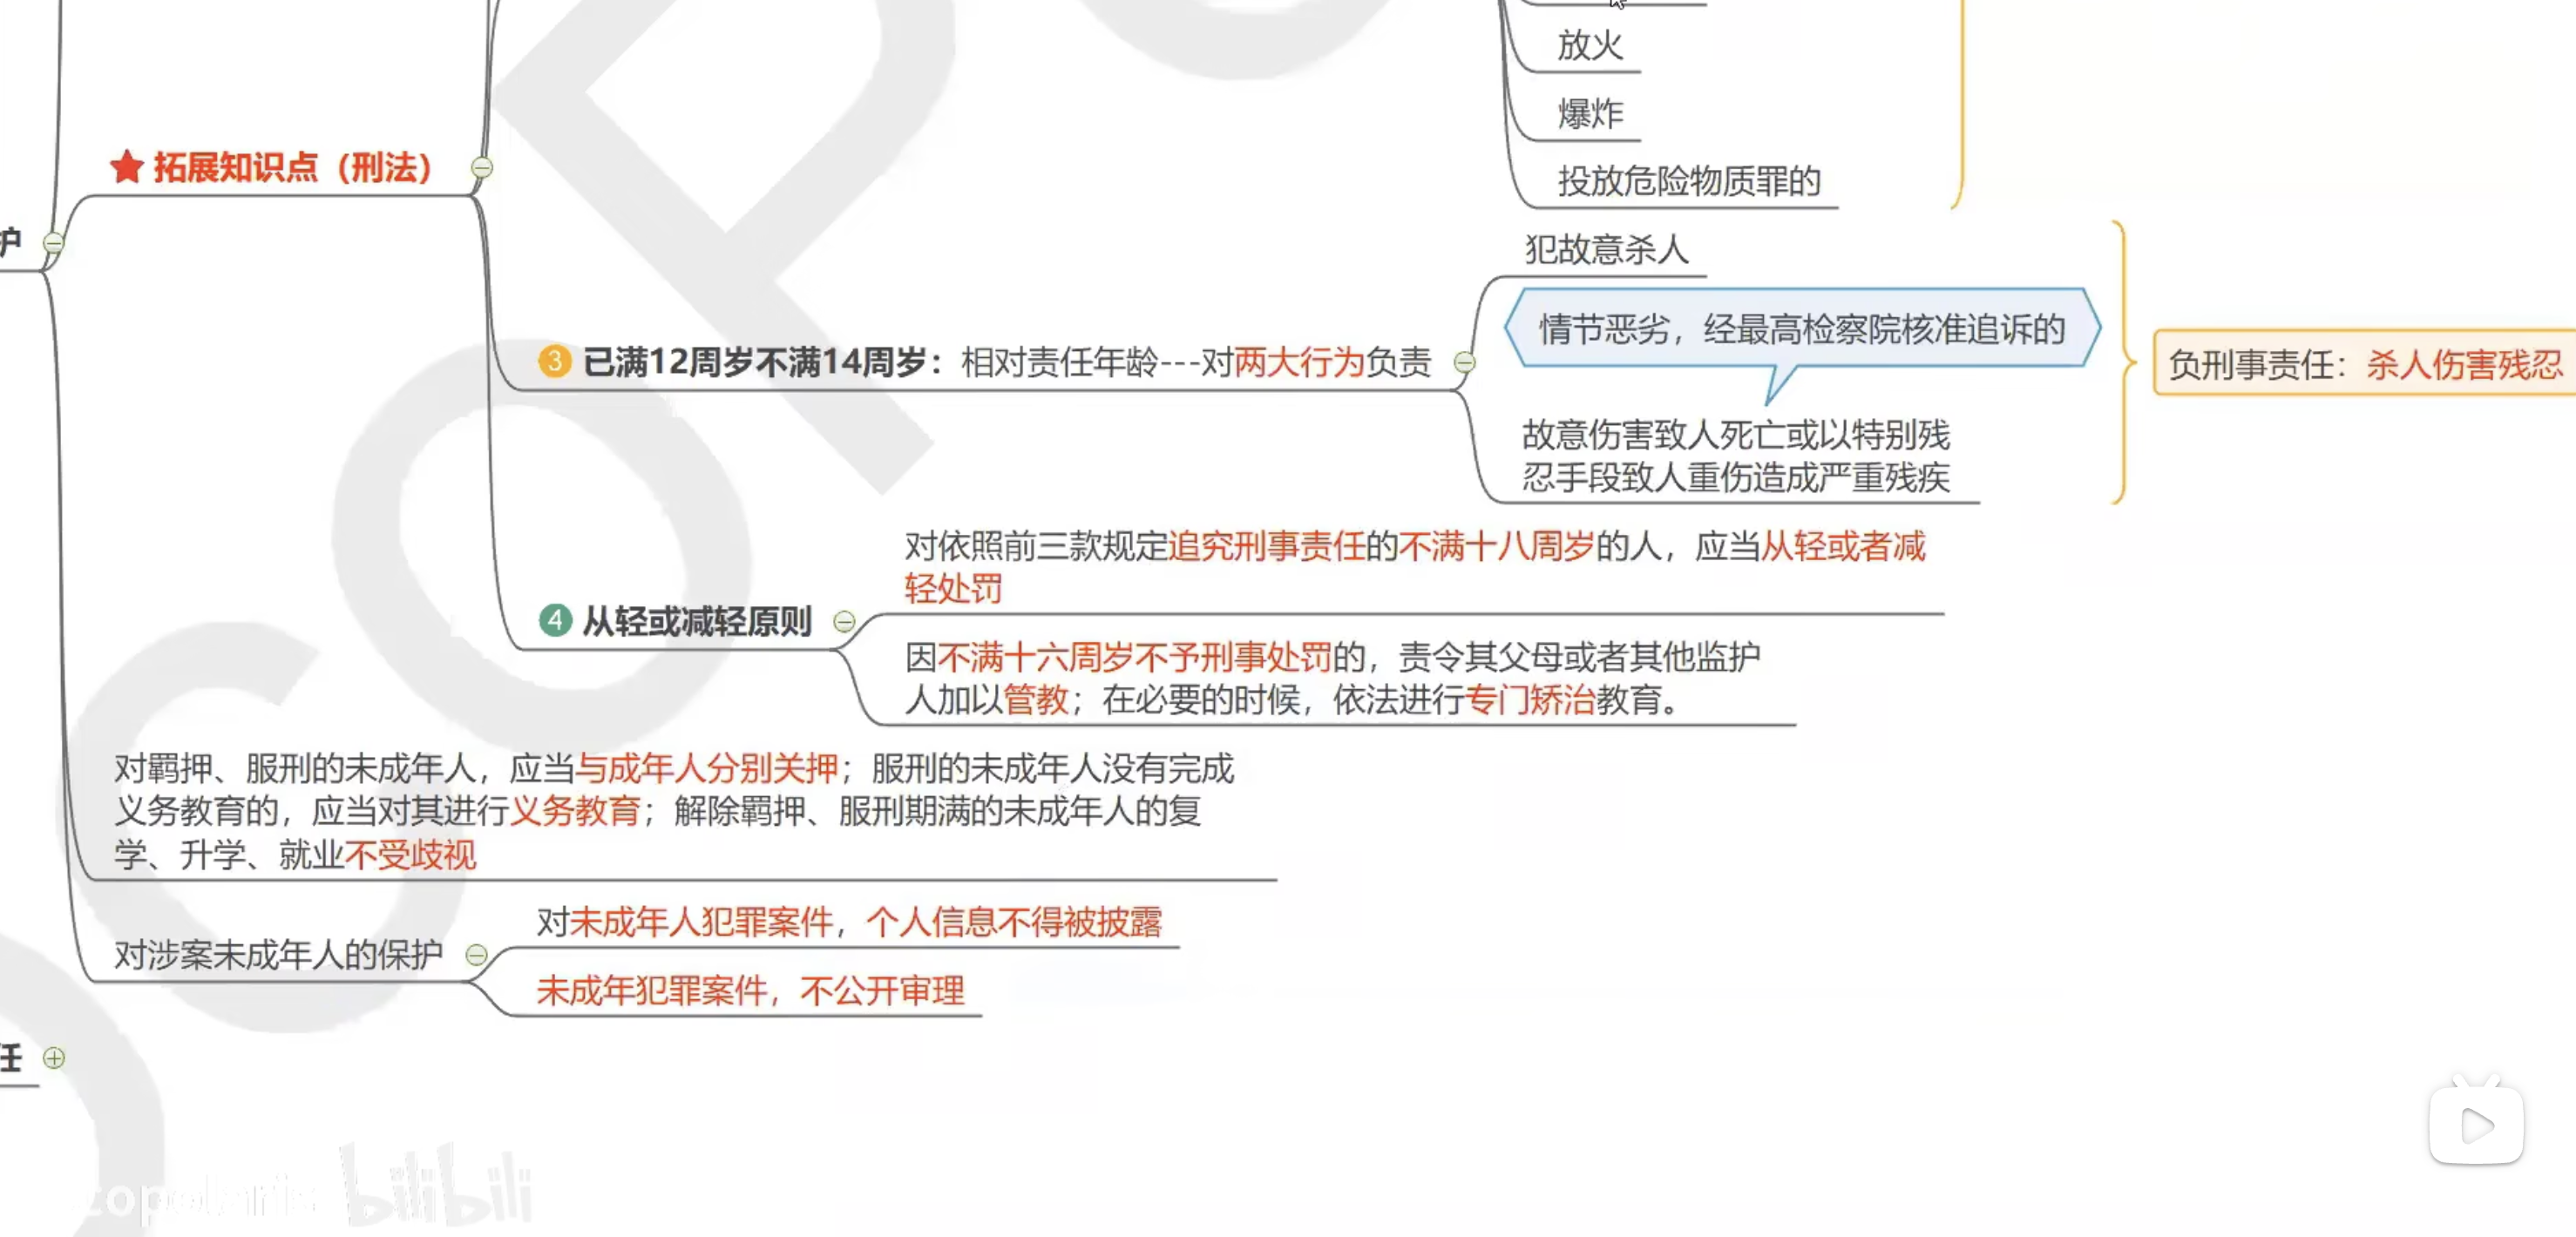 放火
爆炸
投放危险物质罪的
拓展知识点（刑法）
护
③ 已满12周岁不满14周岁：相对责任年龄---对两大行为负责
犯故意杀人
情节恶劣，经最高检察院核准追诉的
故意伤害致人死亡或以特别残
忍手段致人重伤造成严重残疾
负刑事责任：杀人伤害残忍
④ 从轻或减轻原则
对依照前三款规定追究刑事责任的不满十八周岁的人，应当从轻或者减
轻处罚
因不满十六周岁不予刑事处罚的，责令其父母或者其他监护
人加以管教；在必要的时候，依法进行专门矫治教育。
对羁押、服刑的未成年人，应当与成年人分别关押；服刑的未成年人没有完成
义务教育的，应当对其进行义务教育；解除羁押、服刑期满的未成年人的复
学、升学、就业不受歧视
对涉案未成年人的保护
对未成年人犯罪案件，个人信息不得被披露
未成年犯罪案件，不公开审理
任
bilibili